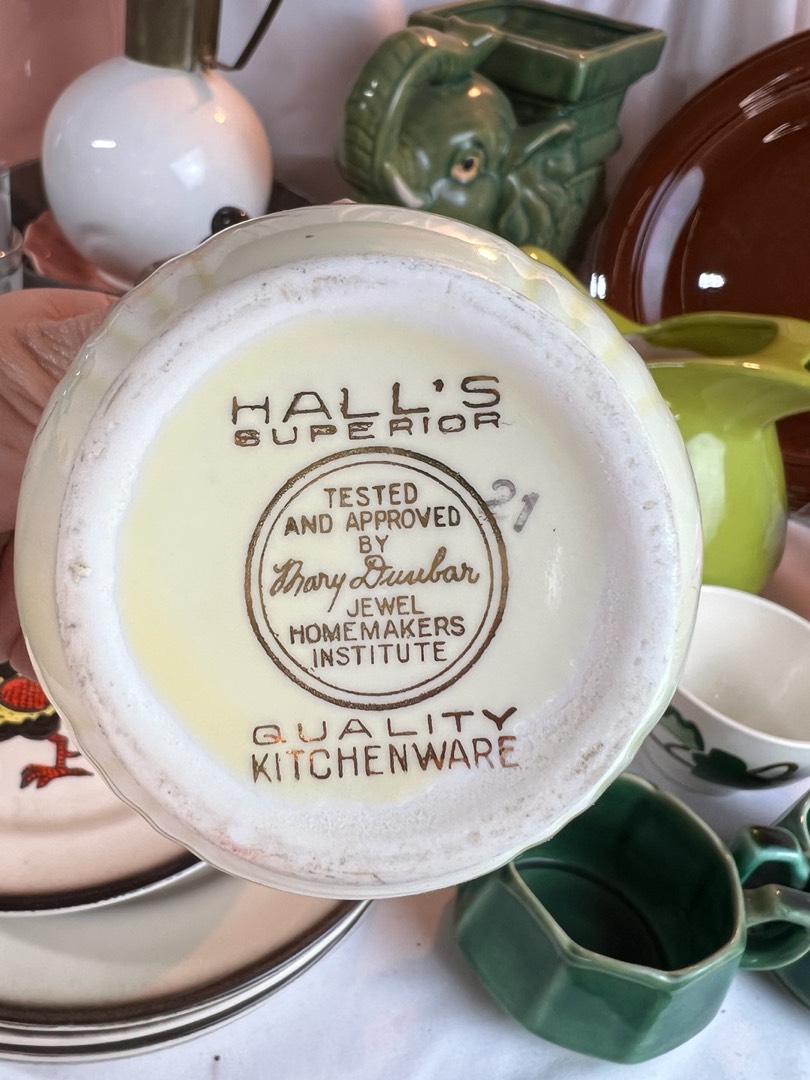 HALL'S
SUPERIOR
TESTED
AND APPROVED
BY
Mary Dunbar
JEWEL
HOMEMAKERS
INSTITUTE
21
QUALITY
KITCHENWARE